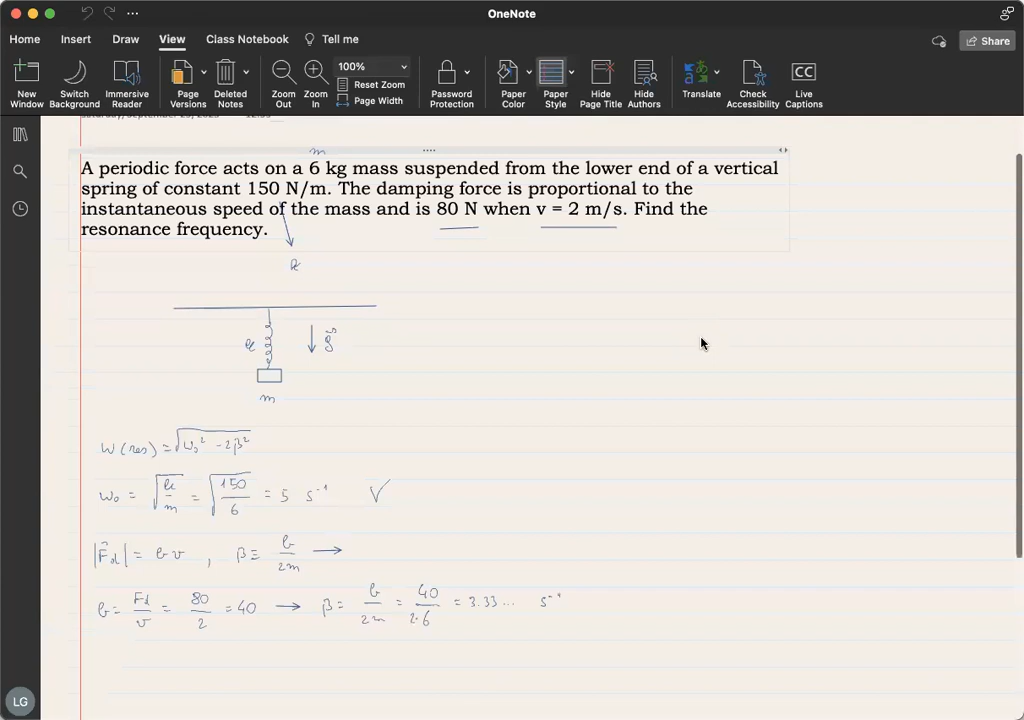 OneNote
Home Insert Draw View Class Notebook Tell me Share
New Window Switch Background Immersive Reader Page Versions Deleted Notes Zoom Out Zoom In 100% Reset Zoom Page Width Password Protection Paper Color Paper Style Hide Page Title Hide Authors Translate Check Accessibility Live Captions
m
A periodic force acts on a 6 kg mass suspended from the lower end of a vertical
spring of constant 150 N/m. The damping force is proportional to the
instantaneous speed of the mass and is 80 N when v = 2 m/s. Find the
resonance frequency.
k
k g
m
ω(res) = √(ω₀² - 2β²)
ω₀ = √(k/m) = √(150/6) = 5 s⁻¹ √
|F_d| = b v , β ≡ b/2m →
b = Fd/v = 80/2 = 40 → β = b/2m = 40/2.6 = 3.33... s⁻¹
LG